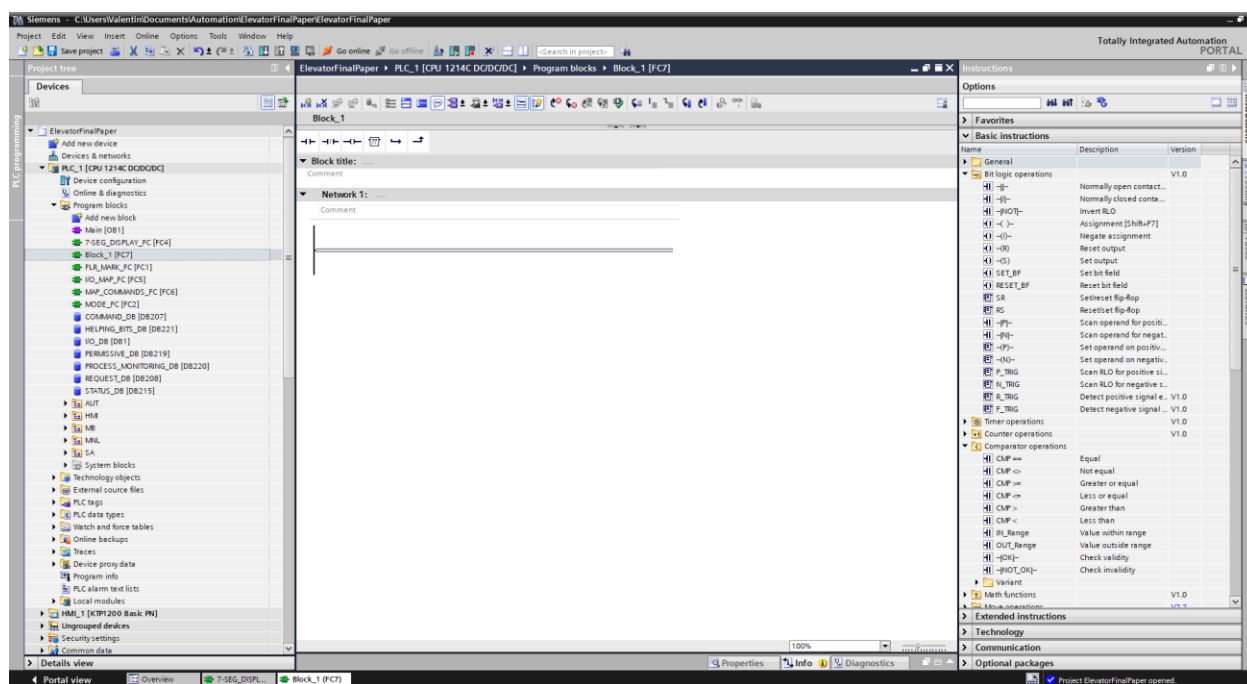 Siemens - C:\Users\Valentin\Documents\Automation\ElevatorFinalPaper\ElevatorFinalPaper
Project Edit View Insert Online Options Tools Window Help
Save project Go online Go offline <Search in project>
Totally Integrated Automation
PORTAL
Project tree
Devices
PLC programming
ElevatorFinalPaper
Add new device
Devices & networks
PLC_1 [CPU 1214C DC/DC/DC]
Device configuration
Online & diagnostics
Program blocks
Add new block
Main [OB1]
7-SEG_DISPLAY_FC [FC4]
Block_1 [FC7]
FLR_MARK_FC [FC1]
I/O_MAP_FC [FC5]
MAP_COMMANDS_FC [FC6]
MODE_FC [FC2]
COMMAND_DB [DB207]
HELPING_BITS_DB [DB221]
I/O_DB [DB1]
PERMISSIVE_DB [DB219]
PROCESS_MONITORING_DB [DB220]
REQUEST_DB [DB208]
STATUS_DB [DB215]
AUT
HMI
MB
MNL
SA
System blocks
Technology objects
External source files
PLC tags
PLC data types
Watch and force tables
Online backups
Traces
Device proxy data
Program info
PLC alarm text lists
Local modules
HMI_1 [KTP1200 Basic PN]
Ungrouped devices
Security settings
Common data
Details view
ElevatorFinalPaper PLC_1 [CPU 1214C DC/DC/DC] Program blocks Block_1 [FC7]
Block_1
Block title: ....
Comment
Network 1: ....
Comment
100%
Properties Info Diagnostics
Instructions
Options
Favorites
Basic instructions
Name Description Version
General
Bit logic operations V1.0
-||- Normally open contact...
-|/|- Normally closed conta...
-|NOT|- Invert RLO
-( )- Assignment [Shift+F7]
-(/)- Negate assignment
-(R) Reset output
-(S) Set output
SET_BF Set bit field
RESET_BF Reset bit field
SR Set/reset flip-flop
RS Reset/set flip-flop
-|P|- Scan operand for positi...
-|N|- Scan operand for negat...
-(P)- Set operand on positiv...
-(N)- Set operand on negativ...
P_TRIG Scan RLO for positive si...
N_TRIG Scan RLO for negative s...
R_TRIG Detect positive signal e... V1.0
F_TRIG Detect negative signal ... V1.0
Timer operations V1.0
Counter operations V1.0
Comparator operations
CMP == Equal
CMP <> Not equal
CMP >= Greater or equal
CMP <= Less or equal
CMP > Greater than
CMP < Less than
IN_Range Value within range
OUT_Range Value outside range
-|OK|- Check validity
-|NOT_OK|- Check invalidity
Variant
Math functions V1.0
Move operations
Extended instructions
Technology
Communication
Optional packages
Portal view Overview 7-SEG_DISPL... Block_1 (FC7) Project ElevatorFinalPaper opened.